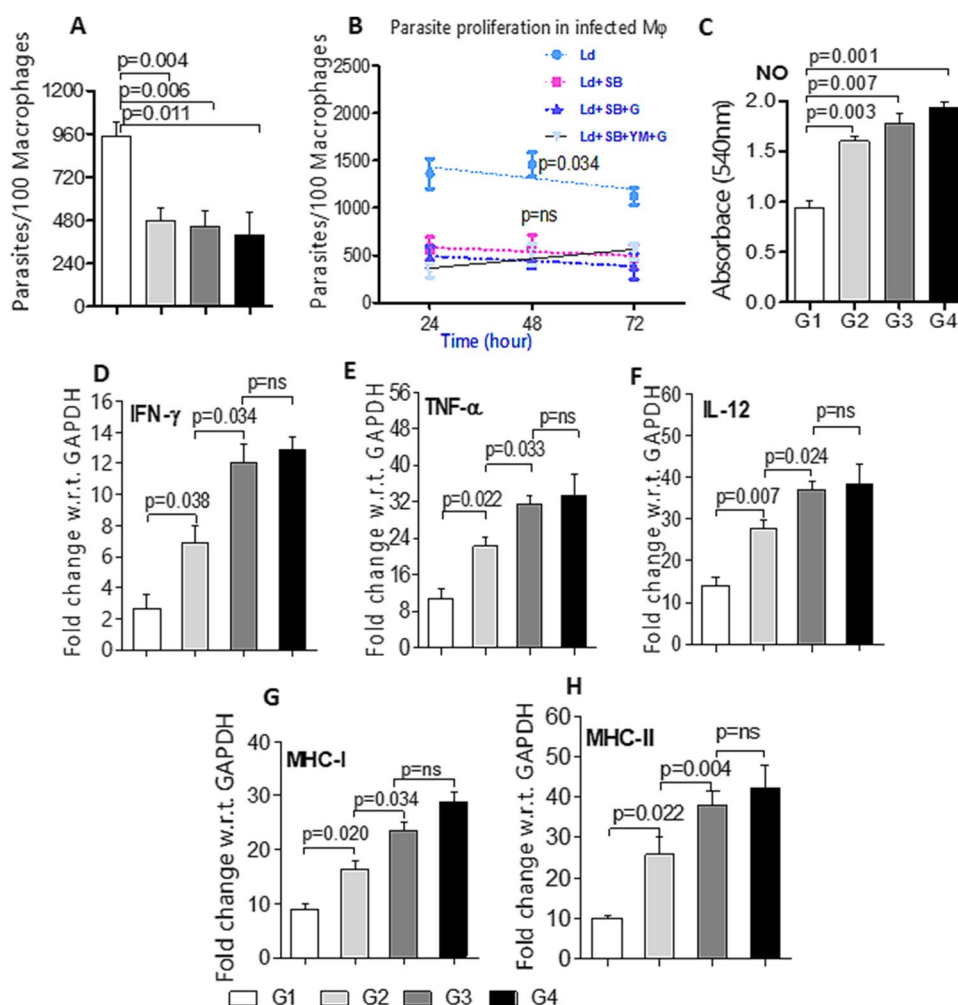 A
p=0.004
p=0.006
p=0.011
1200
960
720
480
240
0
Parasites/100 Macrophages
B
Parasite proliferation in infected Mφ
Ld
Ld+SB
Ld+SB+G
Ld+SB+YM+G
2500
2000
1500
1000
500
0
Parasites/100 Macrophages
p=0.034
p=ns
24
48
72
Time (hour)
C
p=0.001
p=0.007
p=0.003
NO
2.0
1.5
1.0
0.0
Absorbace (540nm)
G1 G2 G3 G4
D
IFN-γ
p=ns
p=0.034
p=0.038
16
14
12
10
8
6
4
2
0
Fold change w.r.t. GAPDH
E
TNF-α
p=ns
p=0.033
p=0.022
56
48
40
32
24
16
8
0
Fold change w.r.t. GAPDH
F
IL-12
p=ns
p=0.024
p=0.007
60
50
40
30
20
10
0
Fold change w.r.t. GAPDH
G
MHC-I
p=ns
p=0.034
p=0.020
40
30
20
10
0
Fold change w.r.t. GAPDH
H
MHC-II
p=ns
p=0.004
p=0.022
60
50
40
30
20
10
0
Fold change w.r.t. GAPDH
G1 G2 G3 G4